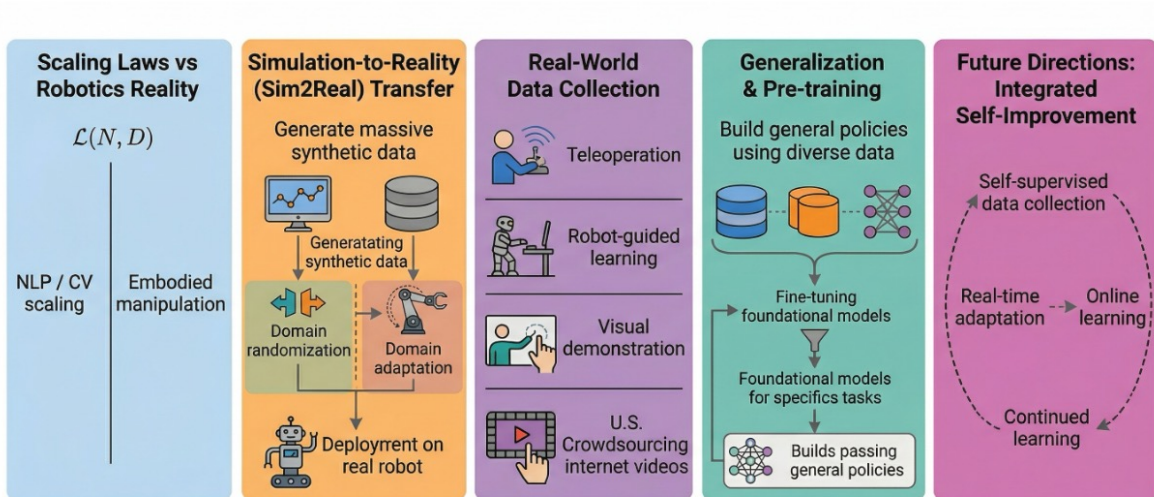 Scaling Laws vs
Robotics Reality
ℒ(N, D)
NLP / CV
scaling
Embodied
manipulation
Simulation-to-Reality
(Sim2Real) Transfer
Generate massive
synthetic data
Generatating
synthetic data
Domain
randomization
Domain
adaptation
Deployment on
real robot
Real-World
Data Collection
Teleoperation
Robot-guided
learning
Visual
demonstration
U.S.
Crowdsourcing
internet videos
Generalization
& Pre-training
Build general policies
using diverse data
Fine-tuning
foundational models
Foundational models
for specifics tasks
Builds passing
general policies
Future Directions:
Integrated
Self-Improvement
Self-supervised
data collection
Real-time
adaptation
Online
learning
Continued
learning